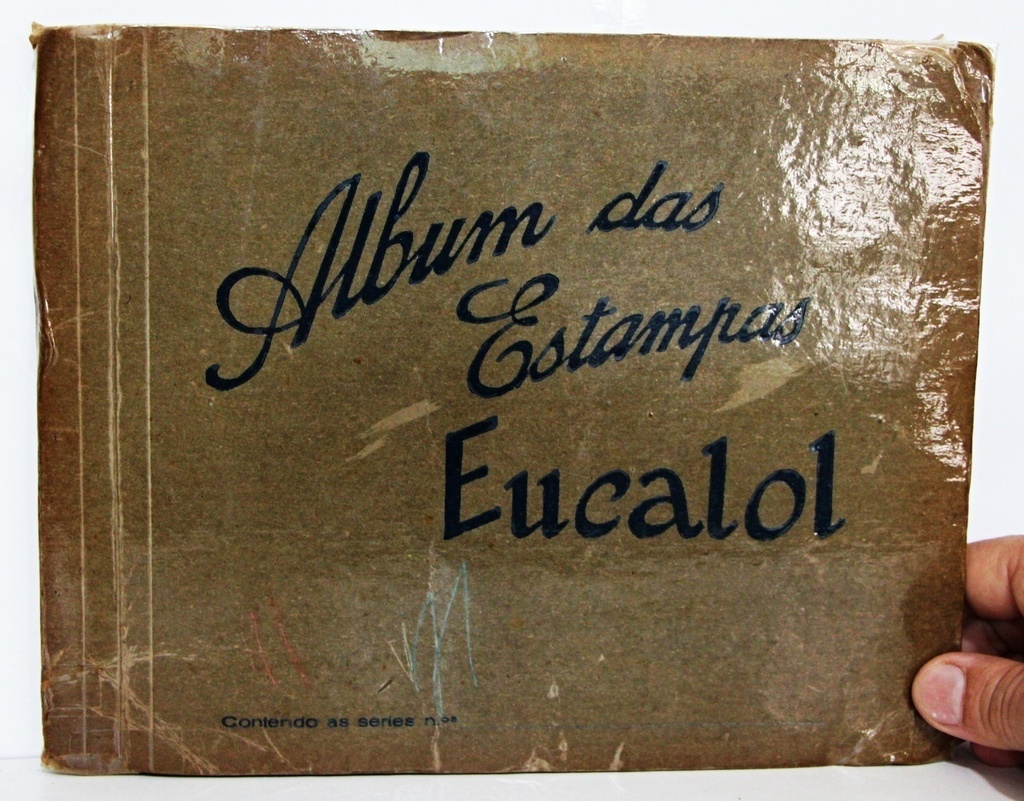 Album das
Estampas
Eucalol
Contendo as series n.ºˢ